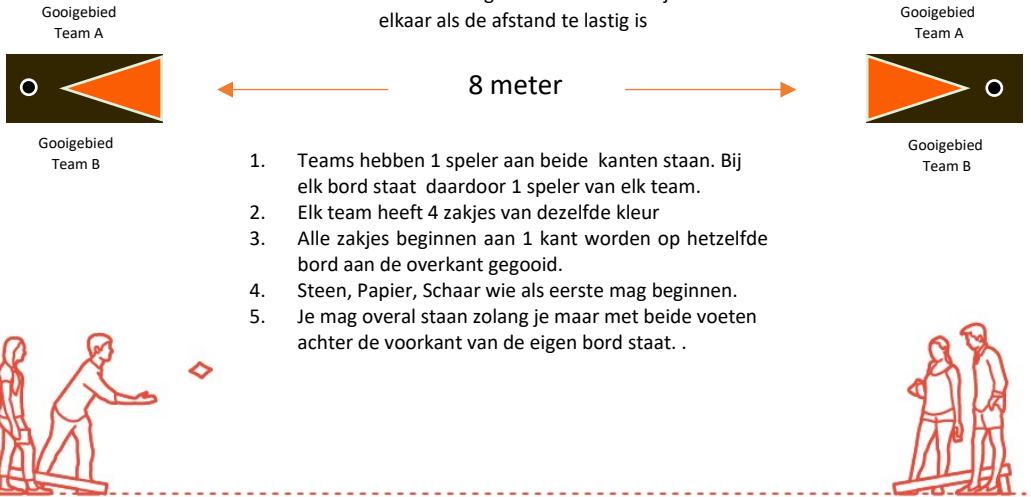 elkaar als de afstand te lastig is
Gooigebied
Team A
Gooigebied
Team A
8 meter
Gooigebied
Team B
Gooigebied
Team B
1. Teams hebben 1 speler aan beide kanten staan. Bij
elk bord staat daardoor 1 speler van elk team.
2. Elk team heeft 4 zakjes van dezelfde kleur
3. Alle zakjes beginnen aan 1 kant worden op hetzelfde
bord aan de overkant gegooid.
4. Steen, Papier, Schaar wie als eerste mag beginnen.
5. Je mag overal staan zolang je maar met beide voeten
achter de voorkant van de eigen bord staat. .